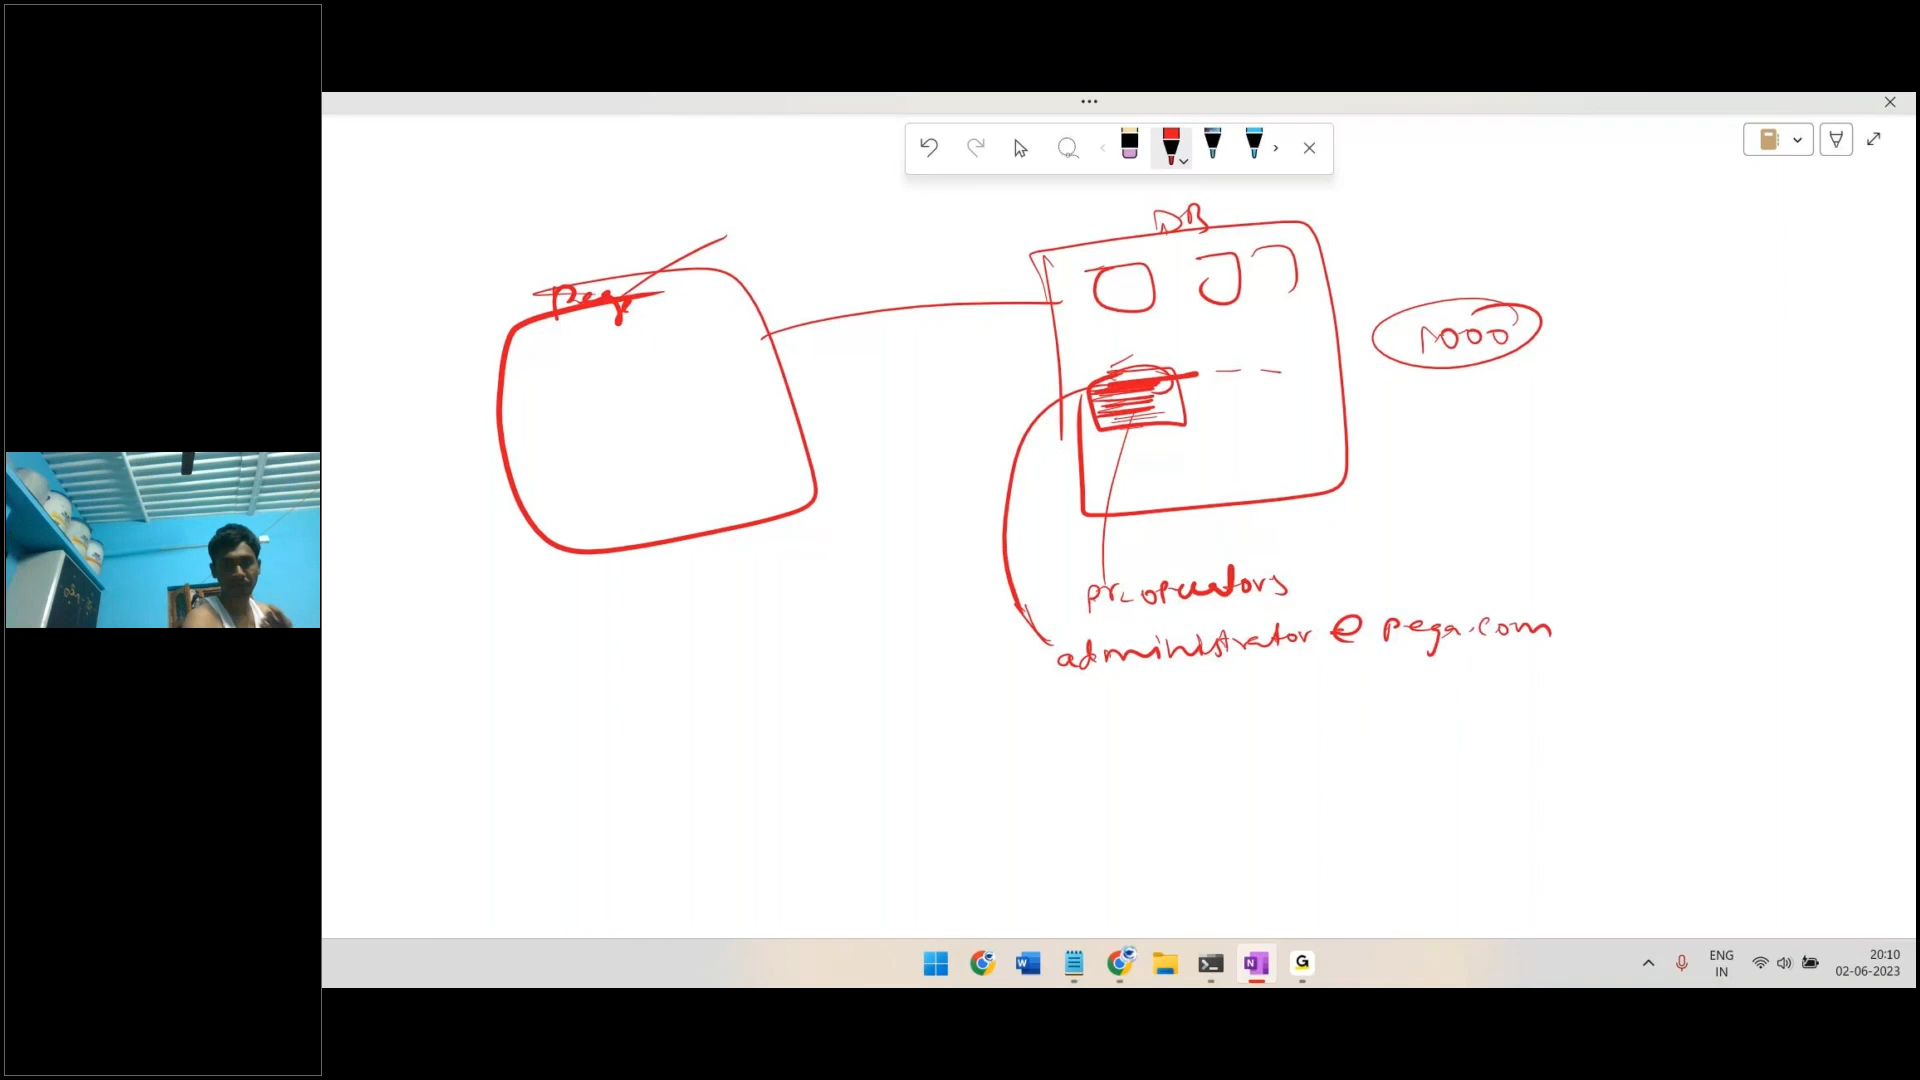 DB
Pega
1000
pr_operators
administrator @ pega.com
ENG
IN
20:10
02-06-2023